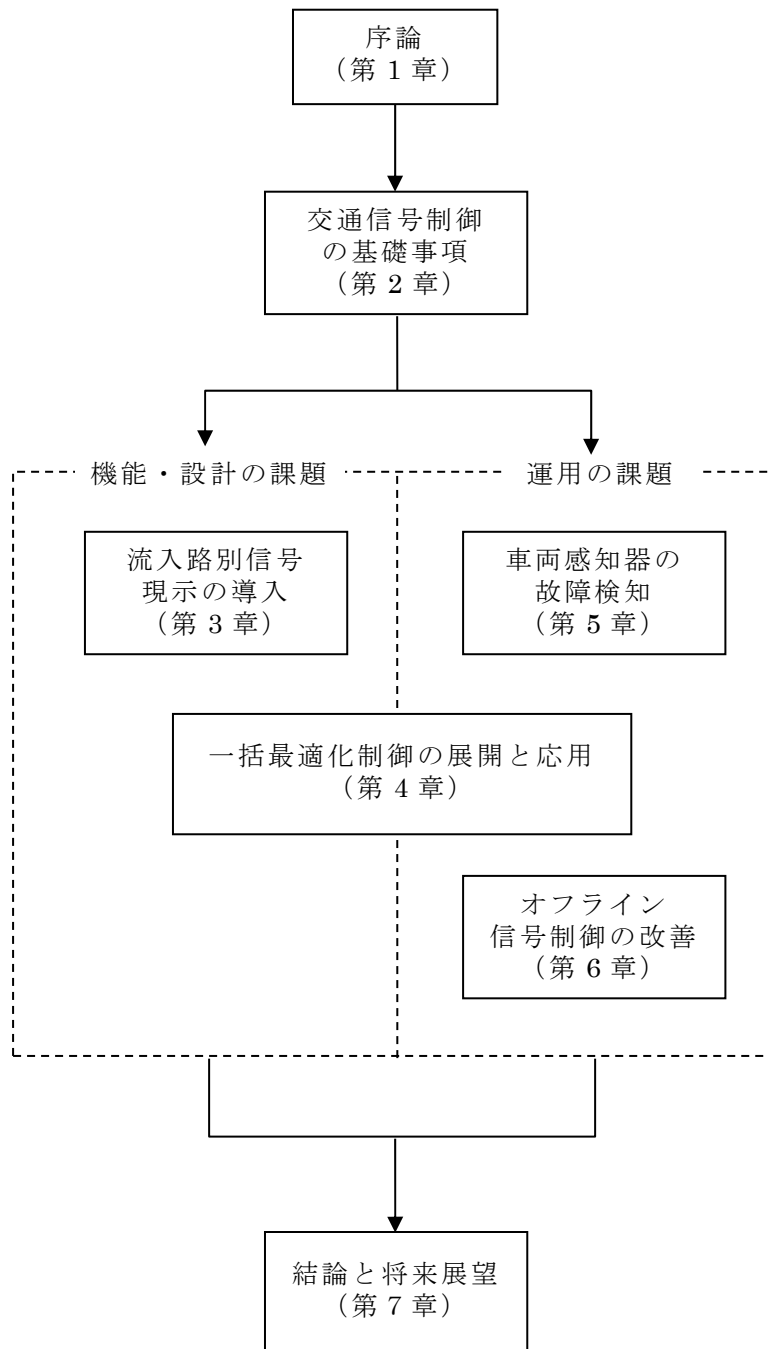 序論
（第 1 章）
交通信号制御
の基礎事項
（第 2 章）
機能・設計の課題
運用の課題
流入路別信号
現示の導入
（第 3 章）
車両感知器の
故障検知
（第 5 章）
一括最適化制御の展開と応用
（第 4 章）
オフライン
信号制御の改善
（第 6 章）
結論と将来展望
（第 7 章）